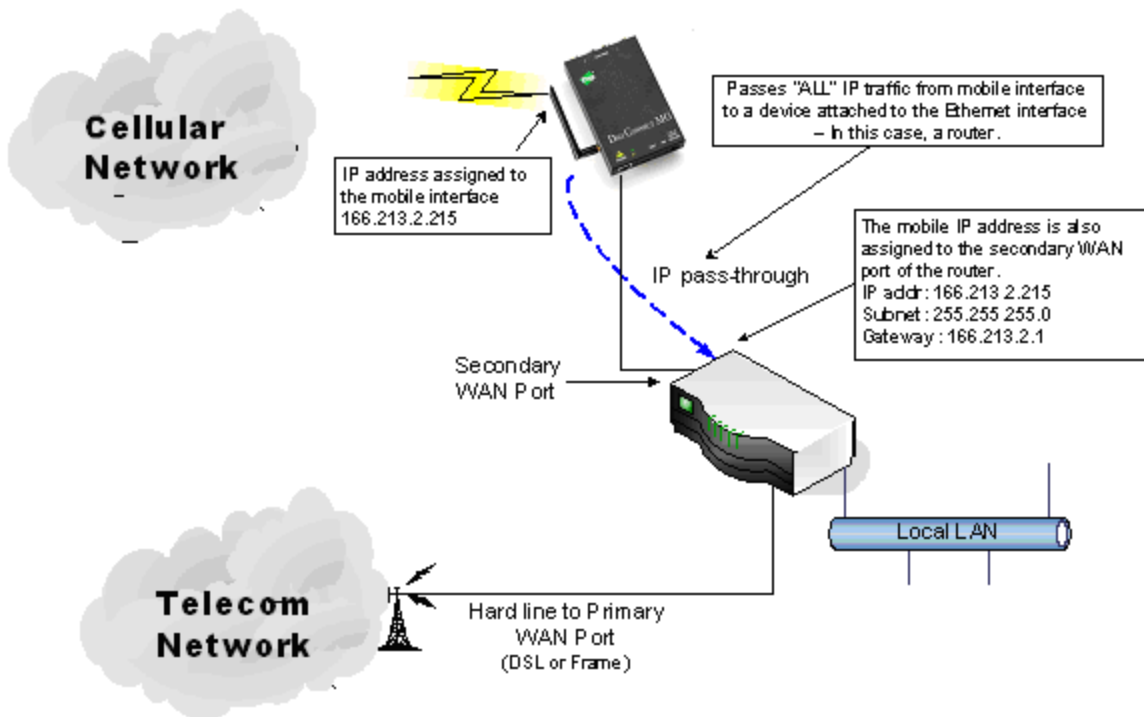 Cellular
Network
IP address assigned to
the mobile interface
166.213.2.215
Passes "ALL" IP traffic from mobile interface
to a device attached to the Ethernet interface
– In this case, a router.
The mobile IP address is also
assigned to the secondary WAN
port of the router.
IP addr: 166.213.2.215
Subnet: 255.255.255.0
Gateway: 166.213.2.1
IP pass-through
Secondary
WAN Port
Local LAN
Telecom
Network
Hard line to Primary
WAN Port
(DSL or Frame)